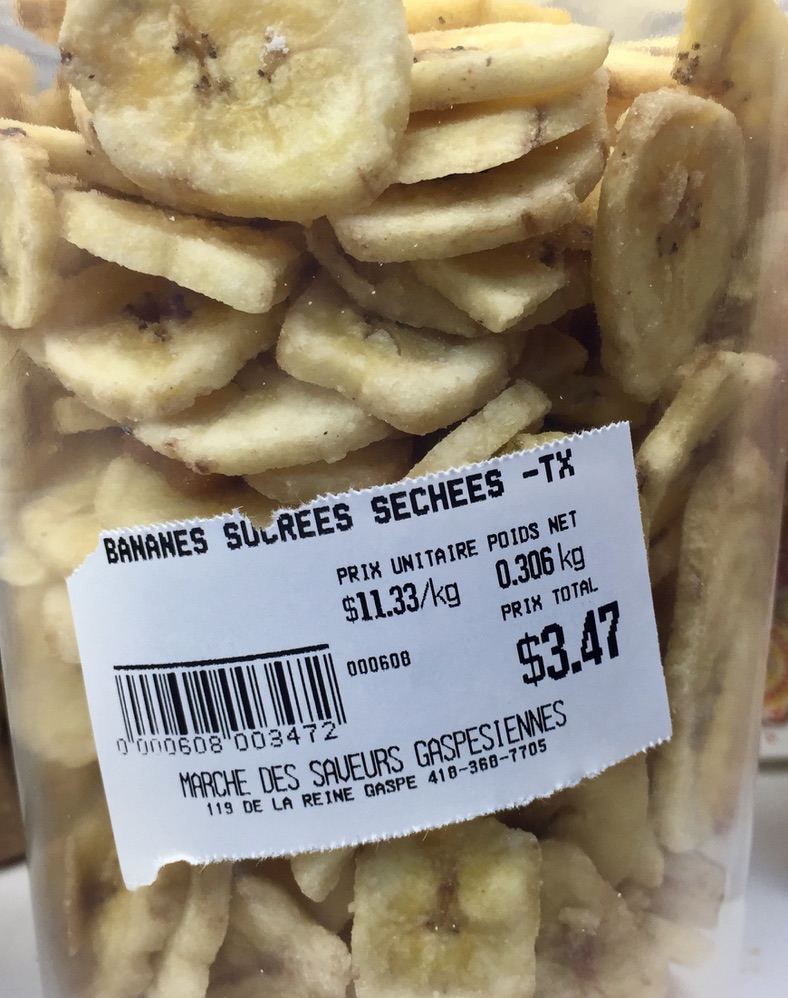 BANANES SUCREES SECHEES -TX
PRIX UNITAIRE POIDS NET
$11.33/kg 0.306 kg
PRIX TOTAL
$3.47
000608
0 000608 003472
MARCHE DES SAVEURS GASPESIENNES
119 DE LA REINE GASPE 418-368-7705